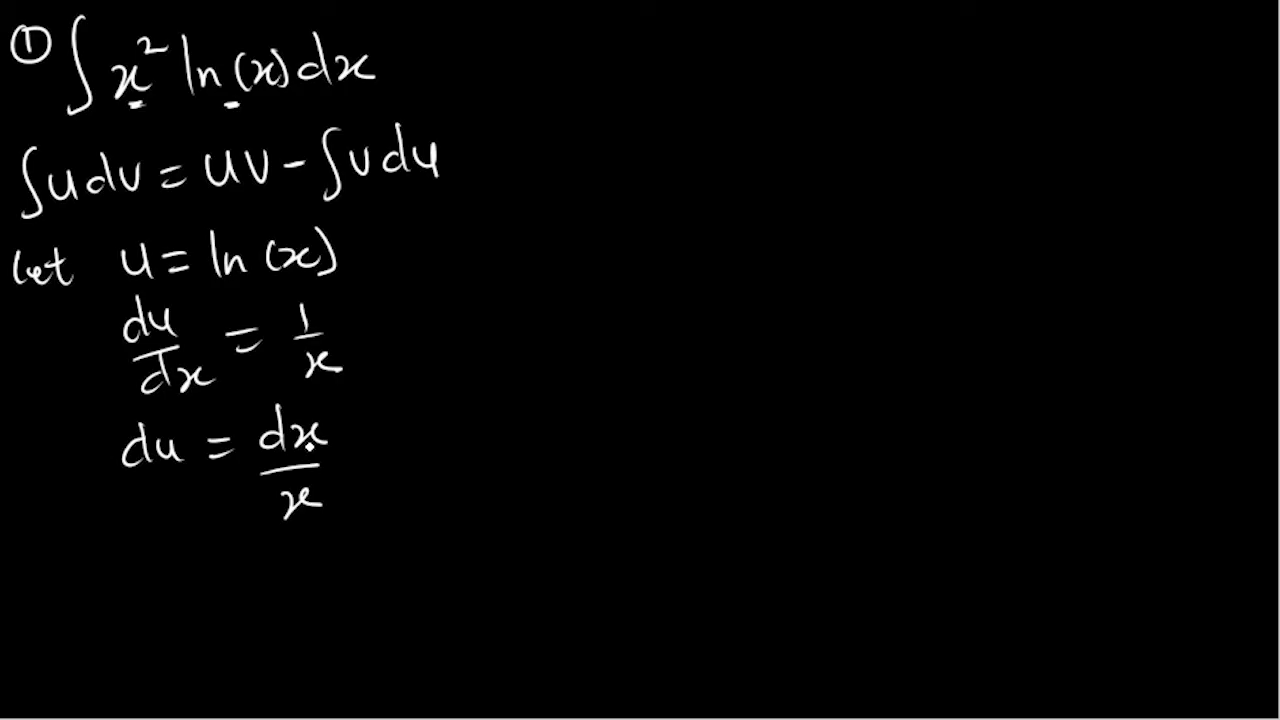 ① ∫ x² ln(x) dx
∫ u dv = uv - ∫ v du
Let u = ln(x)
du/dx = 1/x
du = dx/x